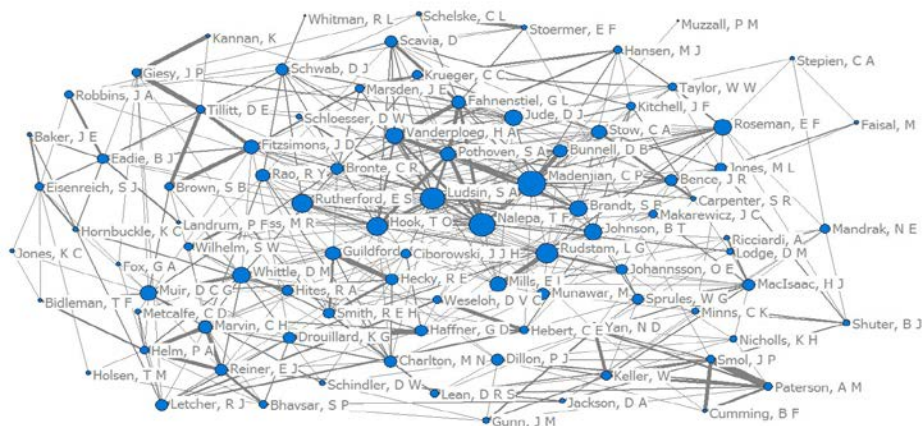 Whitman, R L
Schelske, C L
Muzzall, P M
Stoermer, E F
Kannan, K
Scavia, D
Hansen, M J
Stepien, C A
Giesy, J P
Schwab, D J
Krueger, C C
Taylor, W W
Marsden, J E
Robbins, J A
Fahnenstiel, G L
Kitchell, J F
Tillitt, D E
Schloesser, D W
Jude, D J
Roseman, E F
Faisal, M
Baker, J E
Vanderploeg, H A
Stow, C A
Fitzsimons, J D
Pothoven, S A
Bunnell, D B
Eadie, B J
Bronte, C R
Jones, M L
Rao, R Y
Madenjian, C P
Bence, J R
Eisenreich, S J
Brown, S B
Ludsin, S A
Carpenter, S R
Rutherford, E S
Brandt, S B
Makarewicz, J C
Landrum, P F
ss, M R
Hook, T O
Nalepa, T F
Johnson, B T
Hornbuckle, K C
Mandrak, N E
Ricciardi, A
Jones, K C
Wilhelm, S W
Guildford
Ciborowski, J J H
Rudstam, L G
Lodge, D M
Fox, G A
Whittle, D M
Hecky, R E
Johannsson, O E
Muir, D C G
Hites, R A
Mills, E L
MacIsaac, H J
Bidleman, T F
Weseloh, D V C
Munawar, M
Sprules, W G
Metcalfe, C D
Smith, R E H
Minns, C K
Marvin, C H
Haffner, G D
Hebert, C E
Yan, N D
Shuter, B J
Drouillard, K G
Nicholls, K H
Helm, P A
Charlton, M N
Dillon, P J
Smol, J P
Holsen, T M
Reiner, E J
Keller, W
Schindler, D W
Paterson, A M
Lean, D R S
Letcher, R J
Bhavsar, S P
Jackson, D A
Cumming, B F
Gunn, J M